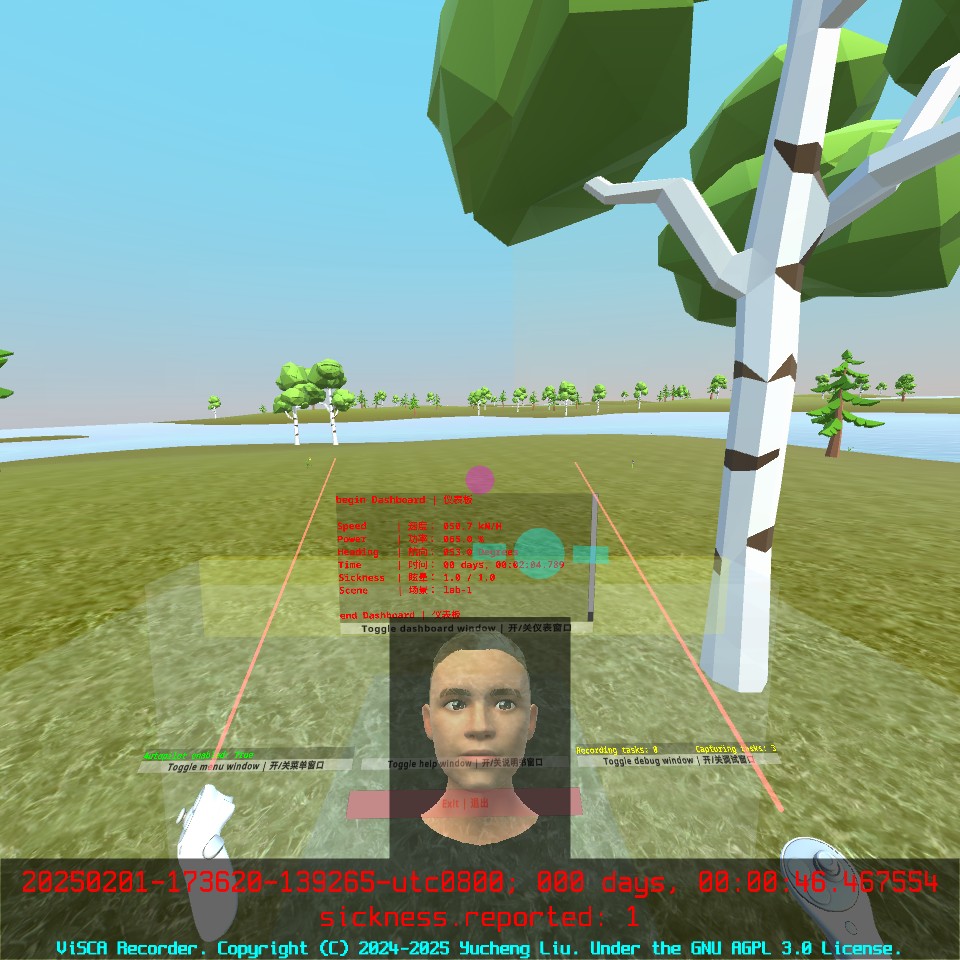 begin Dashboard | 仪表板
Speed | 速度： 050.7 kM/H
Power | 功率： 065.0 %
Heading | 航向： 053.0 Degrees
Time | 时间： 00 days, 00:02:04.789
Sickness | 眩晕： 1.0 / 1.0
Scene | 场景： lab-1
end Dashboard | 仪表板
Toggle dashboard window | 开/关仪表窗口
Recording tasks: 0 Capturing tasks: 3
Toggle menu window | 开/关菜单窗口
Toggle help window | 开/关说明窗口
Toggle debug window | 开/关调试窗口
Exit | 退出
20250201-173620-139265-utc0800; 000 days, 00:00:46.467554
sickness.reported: 1
ViSCA Recorder. Copyright (C) 2024-2025 Yucheng Liu. Under the GNU AGPL 3.0 License.